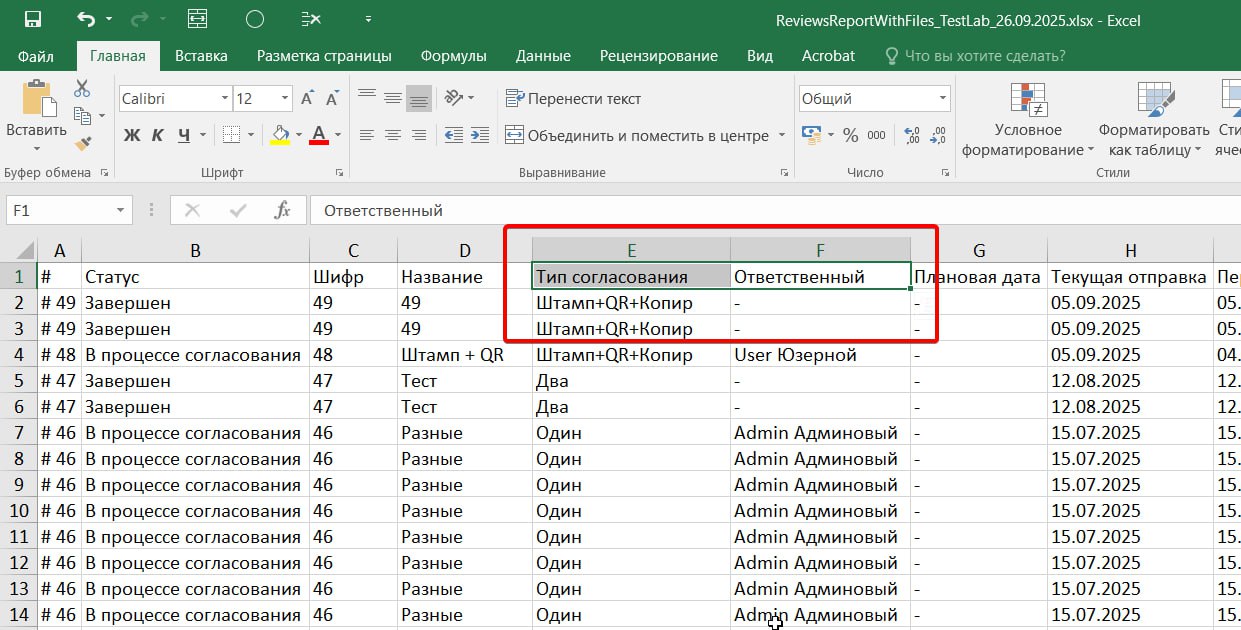 ReviewsReportWithFiles_TestLab_26.09.2025.xlsx - Excel
Файл Главная Вставка Разметка страницы Формулы Данные Рецензирование Вид Acrobat Что вы хотите сделать?
Вставить
Calibri 12
Ж К Ч А
Перенести текст
Объединить и поместить в центре
Общий
% 000
Условное форматирование
Форматировать как таблицу
Буфер обмена Шрифт Выравнивание Число Стили
F1 fx Ответственный
A B C D E F G H
1 # Статус Шифр Название Тип согласования Ответственный Плановая дата Текущая отправка
2 # 49 Завершен 49 49 Штамп+QR+Копир - - 05.09.2025 05.
3 # 49 Завершен 49 49 Штамп+QR+Копир - - 05.09.2025 05.
4 # 48 В процессе согласования 48 Штамп + QR Штамп+QR+Копир User Юзерной - 05.09.2025 04.
5 # 47 Завершен 47 Тест Два - - 12.08.2025 12.
6 # 47 Завершен 47 Тест Два - - 12.08.2025 12.
7 # 46 В процессе согласования 46 Разные Один Admin Админовый - 15.07.2025 15.
8 # 46 В процессе согласования 46 Разные Один Admin Админовый - 15.07.2025 15.
9 # 46 В процессе согласования 46 Разные Один Admin Админовый - 15.07.2025 15.
10 # 46 В процессе согласования 46 Разные Один Admin Админовый - 15.07.2025 15.
11 # 46 В процессе согласования 46 Разные Один Admin Админовый - 15.07.2025 15.
12 # 46 В процессе согласования 46 Разные Один Admin Админовый - 15.07.2025 15.
13 # 46 В процессе согласования 46 Разные Один Admin Админовый - 15.07.2025 15.
14 # 46 В процессе согласования 46 Разные Один Admin Админовый - 15.07.2025 15.